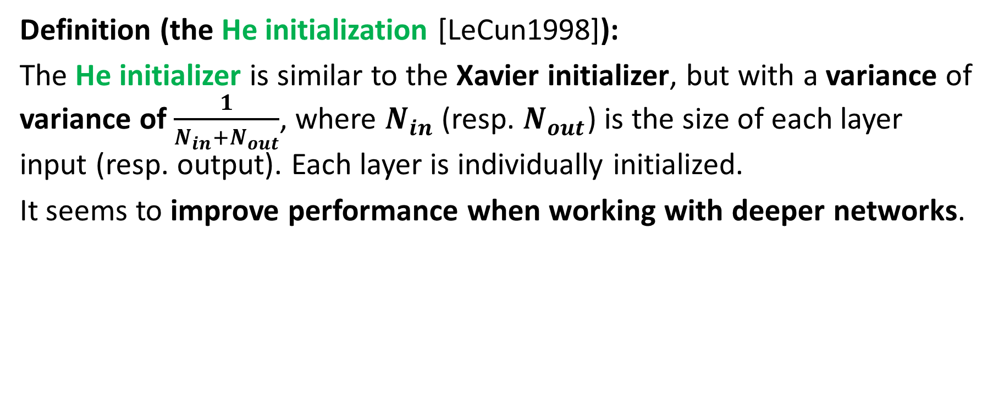 Definition (the He initialization [LeCun1998]):
The He initializer is similar to the Xavier initializer, but with a variance of
variance of \frac{1}{N_{in}+N_{out}}, where N_{in} (resp. N_{out}) is the size of each layer
input (resp. output). Each layer is individually initialized.
It seems to improve performance when working with deeper networks.